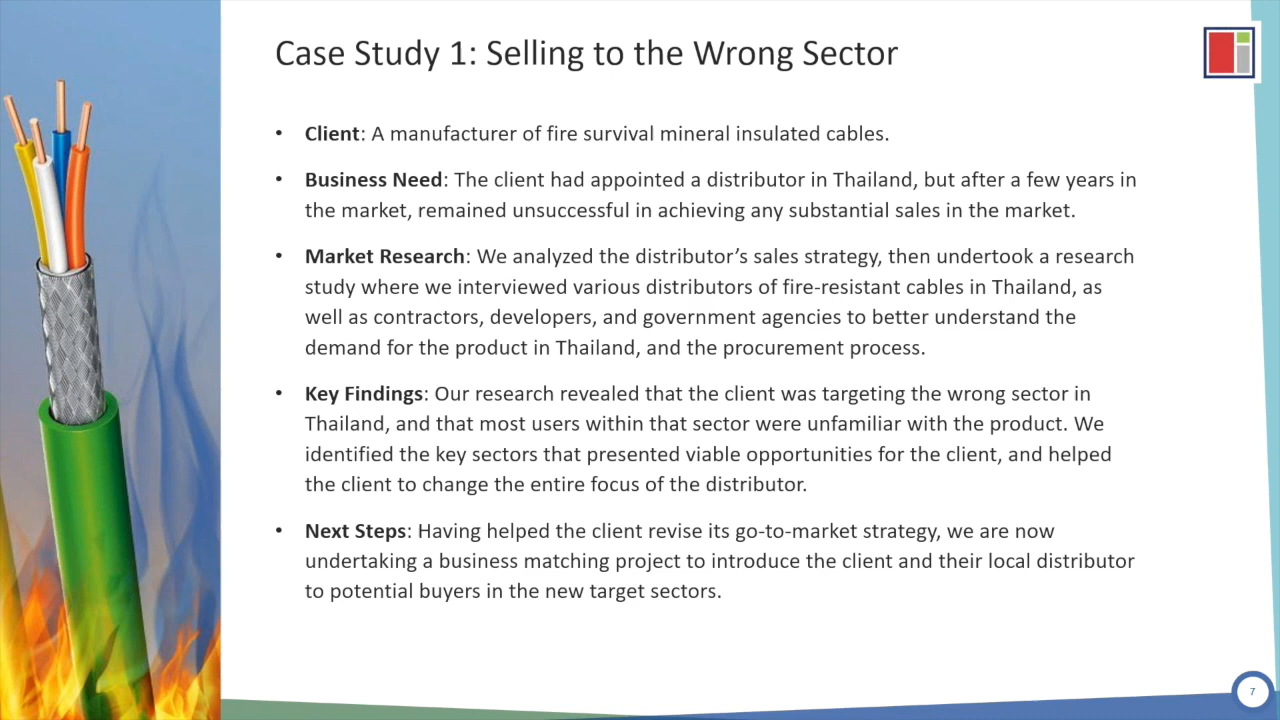 Case Study 1: Selling to the Wrong Sector
• Client: A manufacturer of fire survival mineral insulated cables.
• Business Need: The client had appointed a distributor in Thailand, but after a few years in
the market, remained unsuccessful in achieving any substantial sales in the market.
• Market Research: We analyzed the distributor’s sales strategy, then undertook a research
study where we interviewed various distributors of fire-resistant cables in Thailand, as
well as contractors, developers, and government agencies to better understand the
demand for the product in Thailand, and the procurement process.
• Key Findings: Our research revealed that the client was targeting the wrong sector in
Thailand, and that most users within that sector were unfamiliar with the product. We
identified the key sectors that presented viable opportunities for the client, and helped
the client to change the entire focus of the distributor.
• Next Steps: Having helped the client revise its go-to-market strategy, we are now
undertaking a business matching project to introduce the client and their local distributor
to potential buyers in the new target sectors.
7